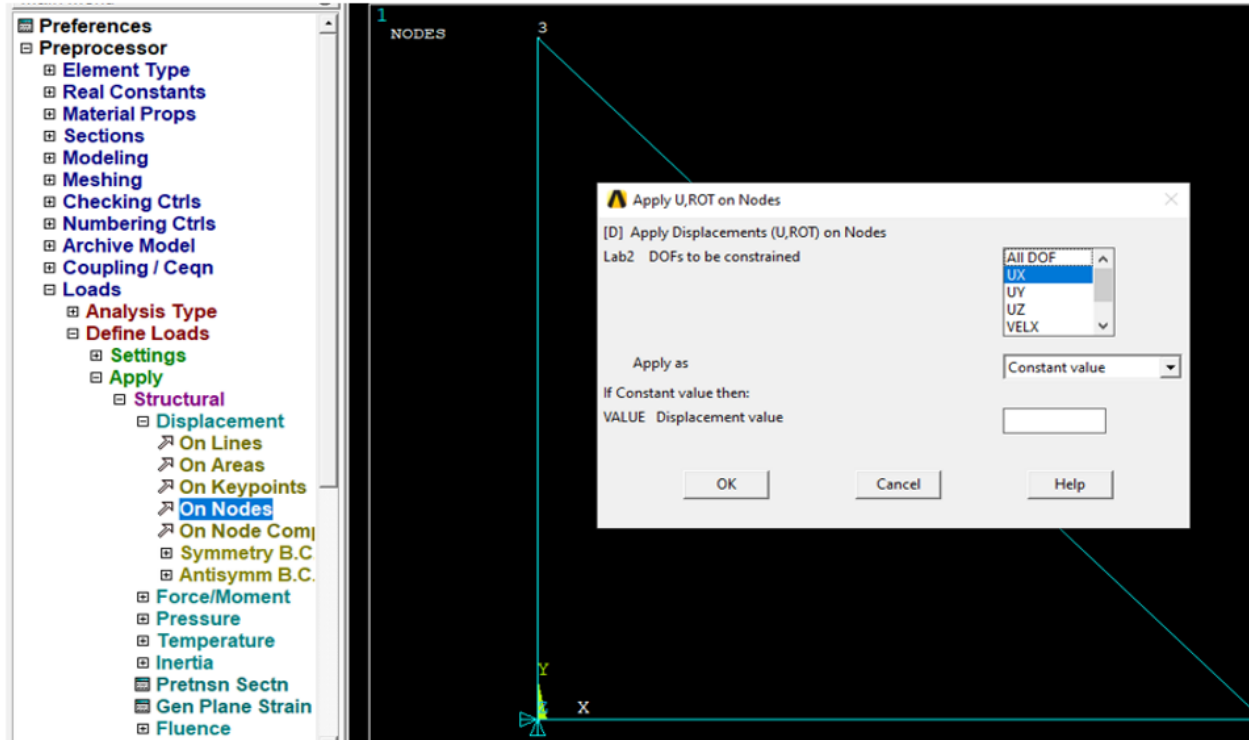 Preferences
Preprocessor
Element Type
Real Constants
Material Props
Sections
Modeling
Meshing
Checking Ctrls
Numbering Ctrls
Archive Model
Coupling / Ceqn
Loads
Analysis Type
Define Loads
Settings
Apply
Structural
Displacement
On Lines
On Areas
On Keypoints
On Nodes
On Node Com
Symmetry B.C
Antisymm B.C.
Force/Moment
Pressure
Temperature
Inertia
Pretnsn Sectn
Gen Plane Strain
Fluence
1
NODES
3
Apply U,ROT on Nodes
[D] Apply Displacements (U,ROT) on Nodes
Lab2 DOFs to be constrained
All DOF
UX
UY
UZ
VELX
Apply as
Constant value
If Constant value then:
VALUE Displacement value
OK
Cancel
Help
Y
X